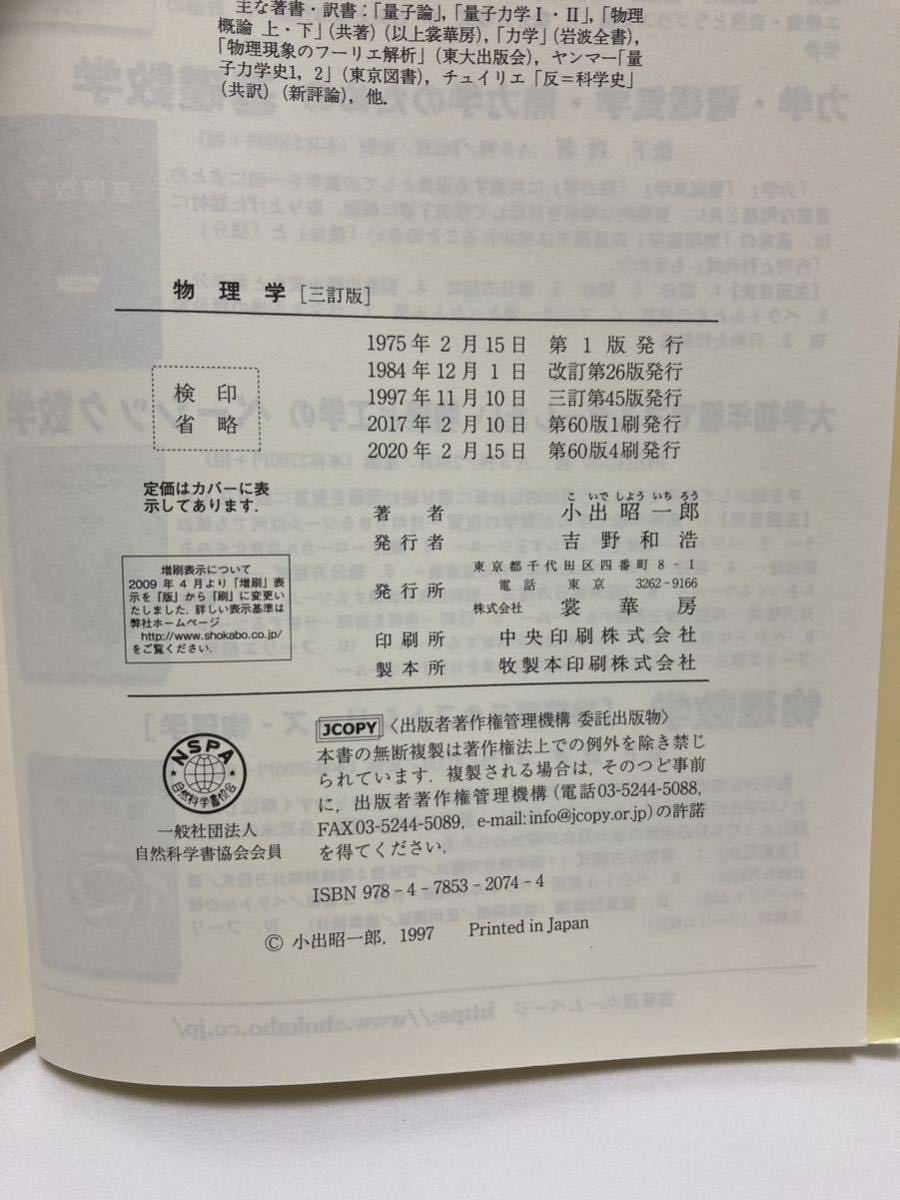 主な著書・訳書:「量子論」,「量子力学Ⅰ・Ⅱ」,「物理
概論 上・下」(共著)(以上裳華房),「力学」(岩波全書),
「物理現象のフーリエ解析」(東大出版会), ヤンマー「量
子力学史1, 2」(東京図書), チュイリエ「反＝科学史」
(共訳)(新評論), 他.
物理学 [三訂版]
1975年 2月15日 第1版発行
1984年12月 1日 改訂第26版発行
1997年11月10日 三訂第45版発行
2017年 2月10日 第60版1刷発行
2020年 2月15日 第60版4刷発行
検印
省略
定価はカバーに表
示してあります.
増刷表示について
2009年4月より「増刷」表
示を『版』から『刷』に変更い
たしました. 詳しい表示基準は
弊社ホームページ
http://www.shokabo.co.jp/
をご覧ください.
こいでしよういちろう
著者 小出昭一郎
発行者 吉野和浩
東京都千代田区四番町8-1
発行所 電話 東京 3262-9166
株式会社 裳華房
印刷所 中央印刷株式会社
製本所 牧製本印刷株式会社
NSPA
自然科学書協会
一般社団法人
自然科学書協会会員
JCOPY 〈出版者著作権管理機構 委託出版物〉
本書の無断複製は著作権法上での例外を除き禁じ
られています. 複製される場合は, そのつど事前
に, 出版者著作権管理機構(電話03-5244-5088,
FAX03-5244-5089, e-mail:info@jcopy.or.jp)の許諾
を得てください.
ISBN 978-4-7853-2074-4
© 小出昭一郎, 1997 Printed in Japan